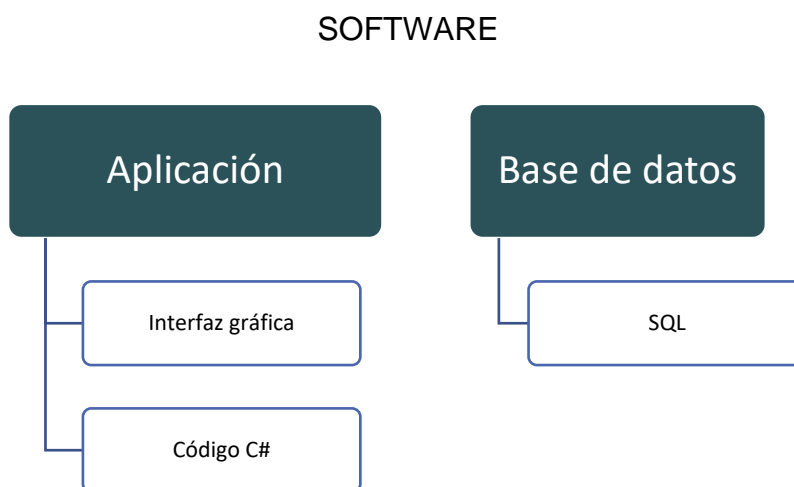 SOFTWARE
Aplicación
Interfaz gráfica
Código C#
Base de datos
SQL